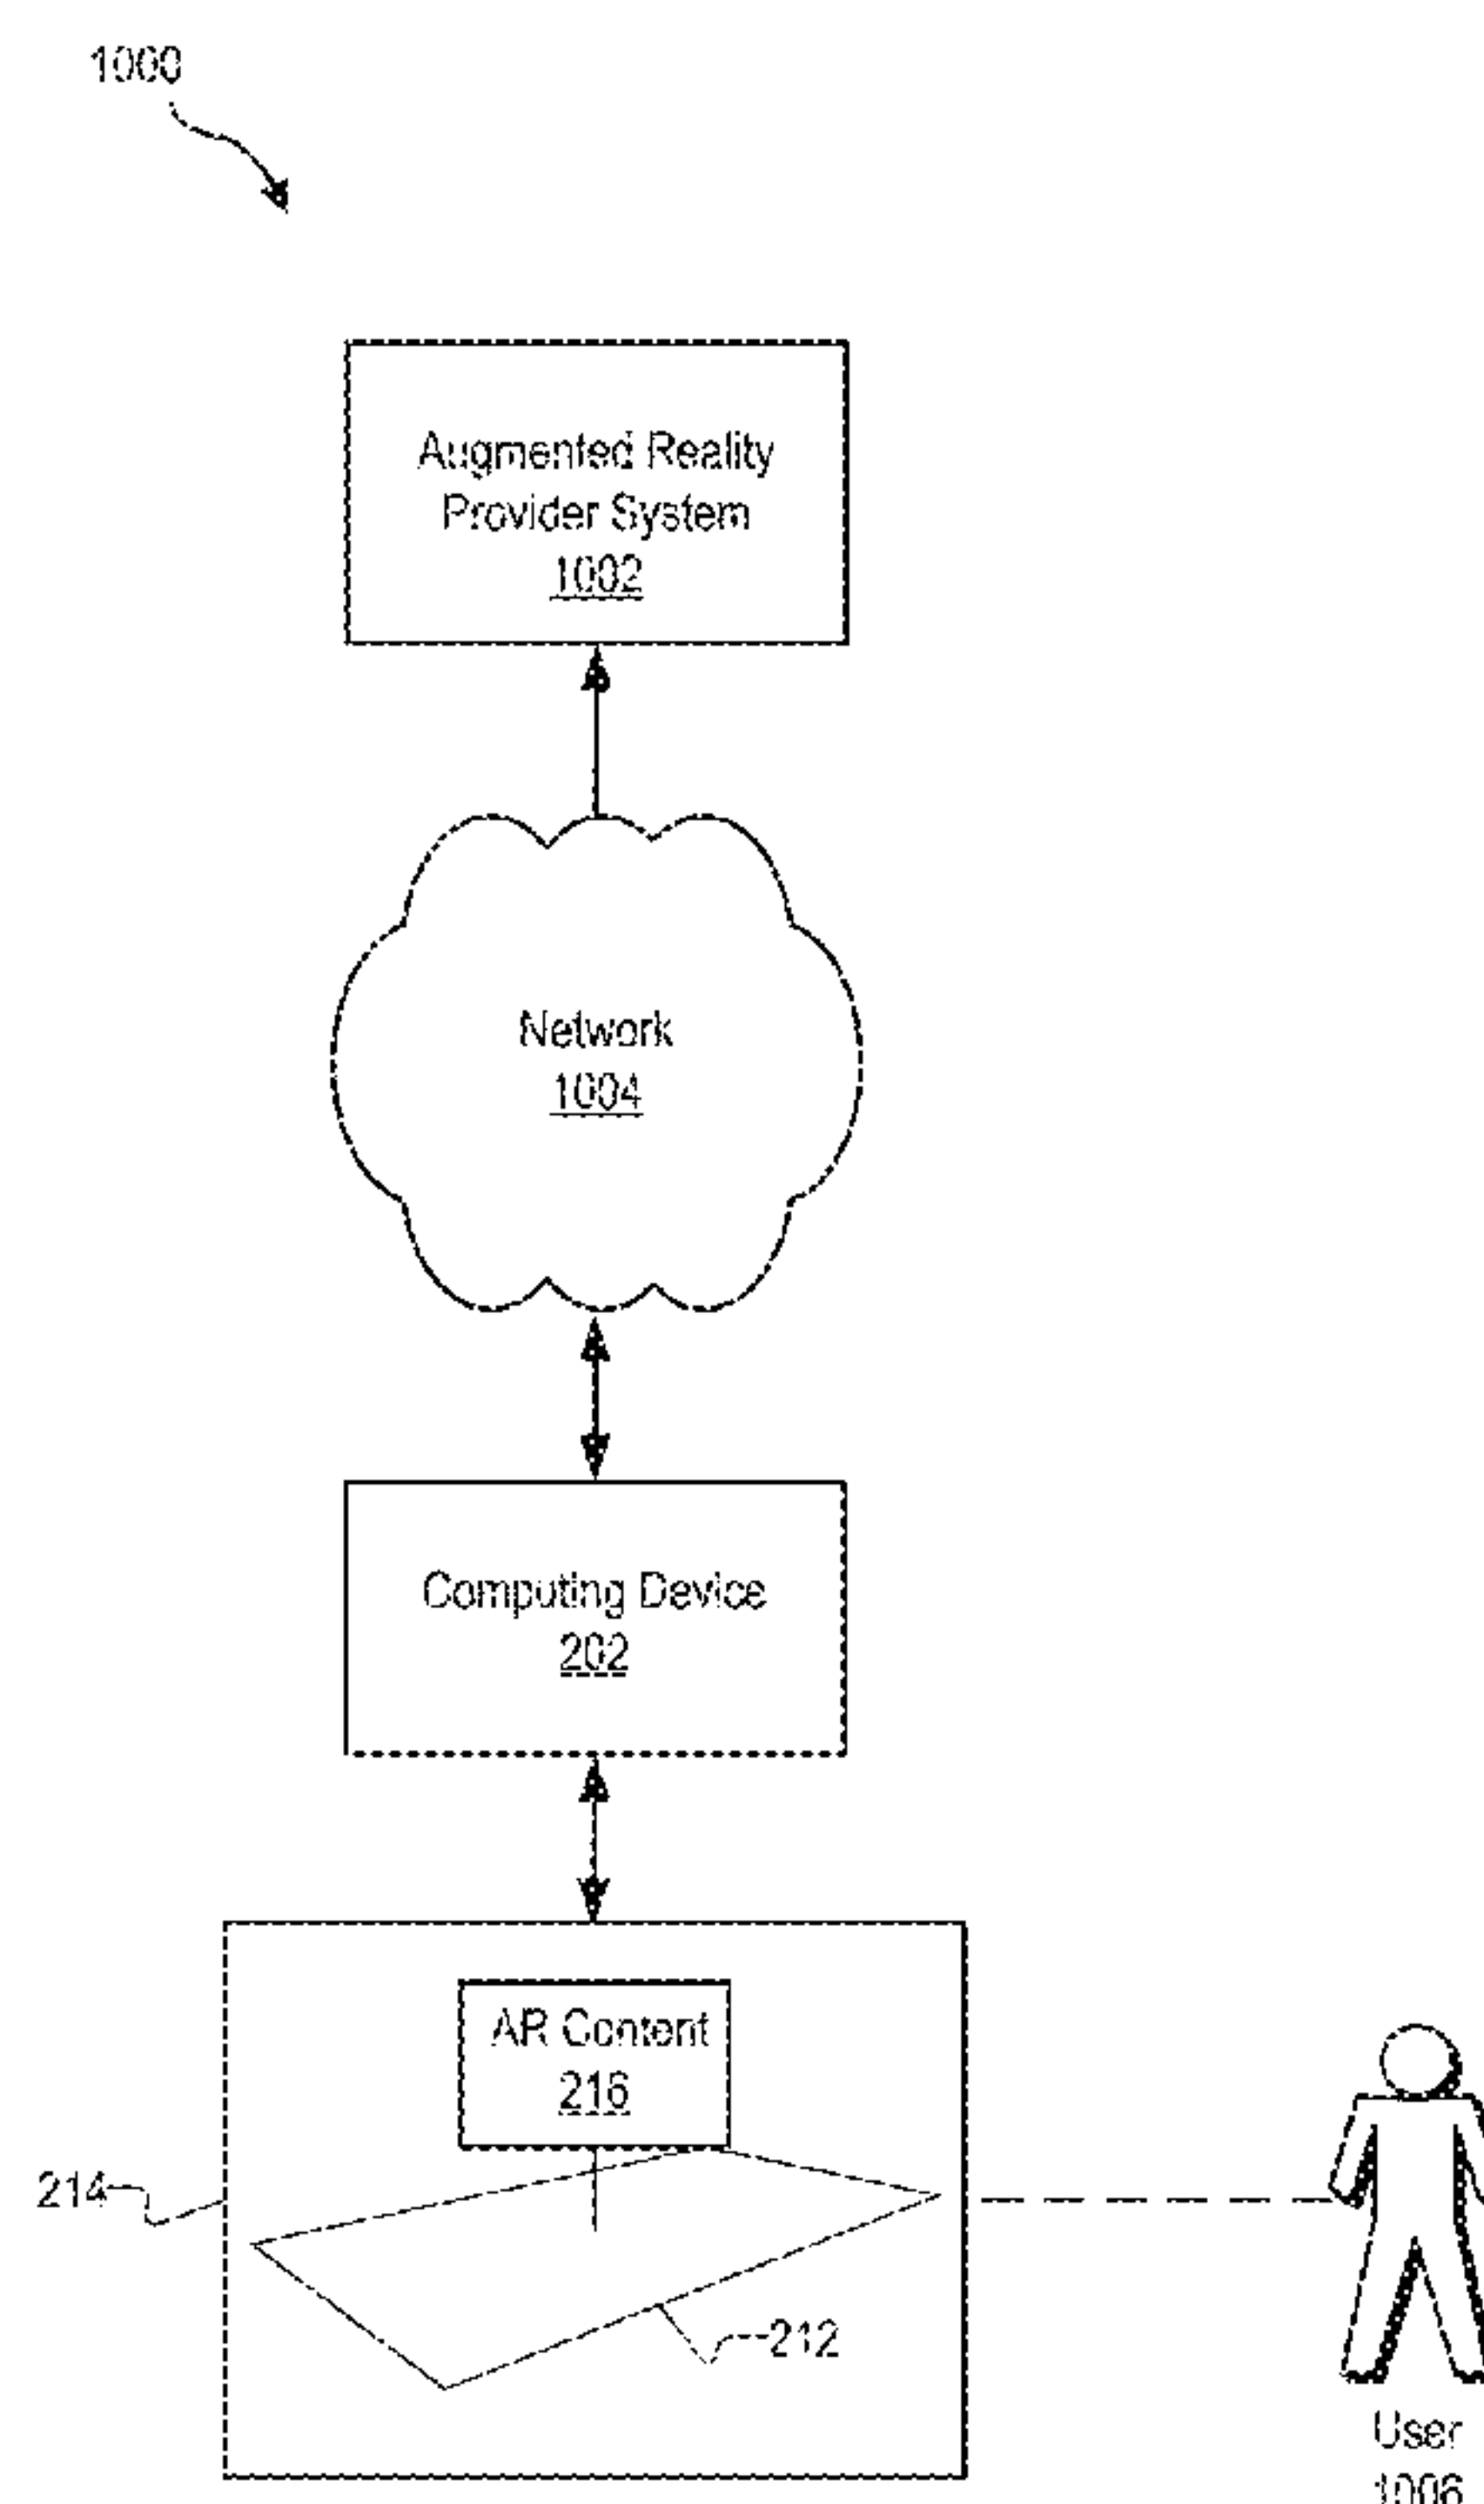 1000
Augmented Reality
Provider System
1002
Network
1004
Computing Device
202
AR Content
216
214
212
User
1006